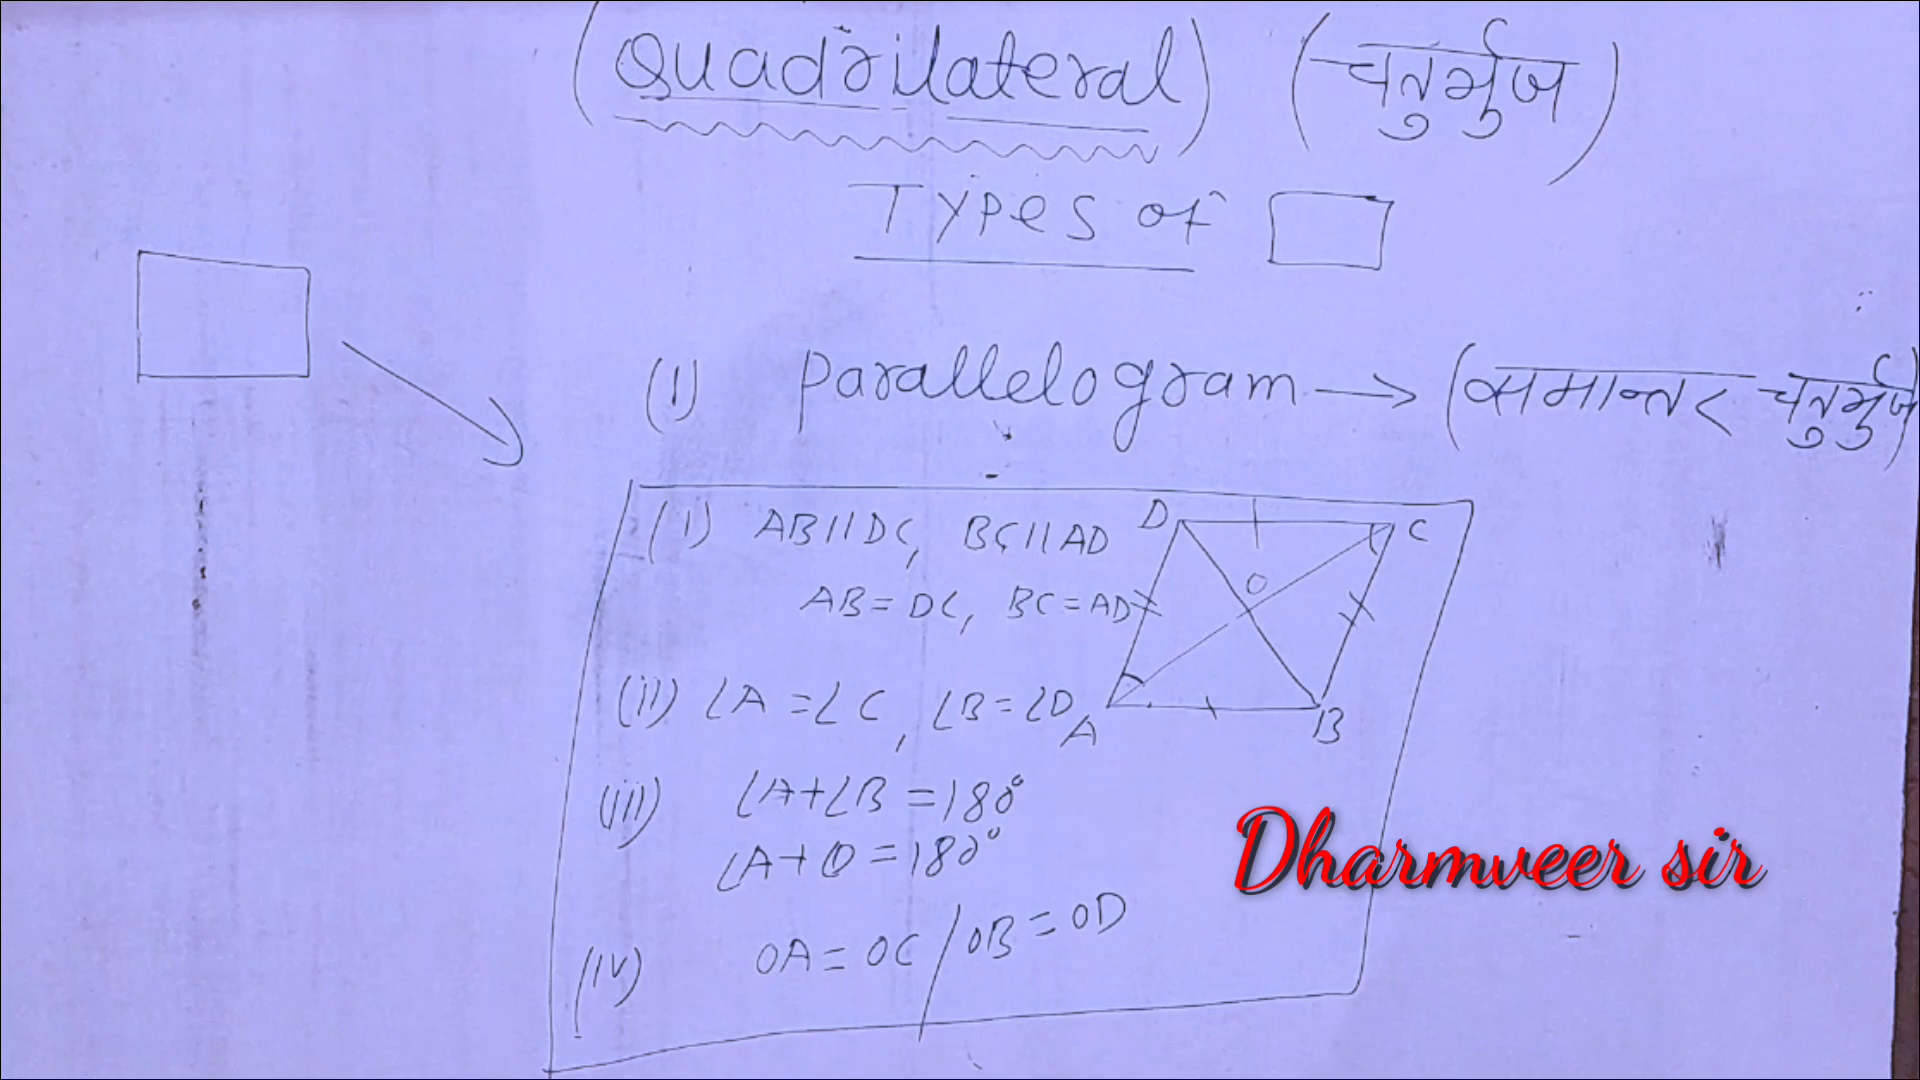 (Quadrilateral) (चतुर्भुज)
Types of
(1) Parallelogram → (समान्तर चतुर्भुज)
(i) AB||DC, BC||AD
AB = DC, BC = AD
(ii) ∠A = ∠C, ∠B = ∠D
(iii) ∠A+∠B = 180°
∠A+D = 180°
(iv) OA = OC / OB = OD
D C
O
A B
Dharmveer sir